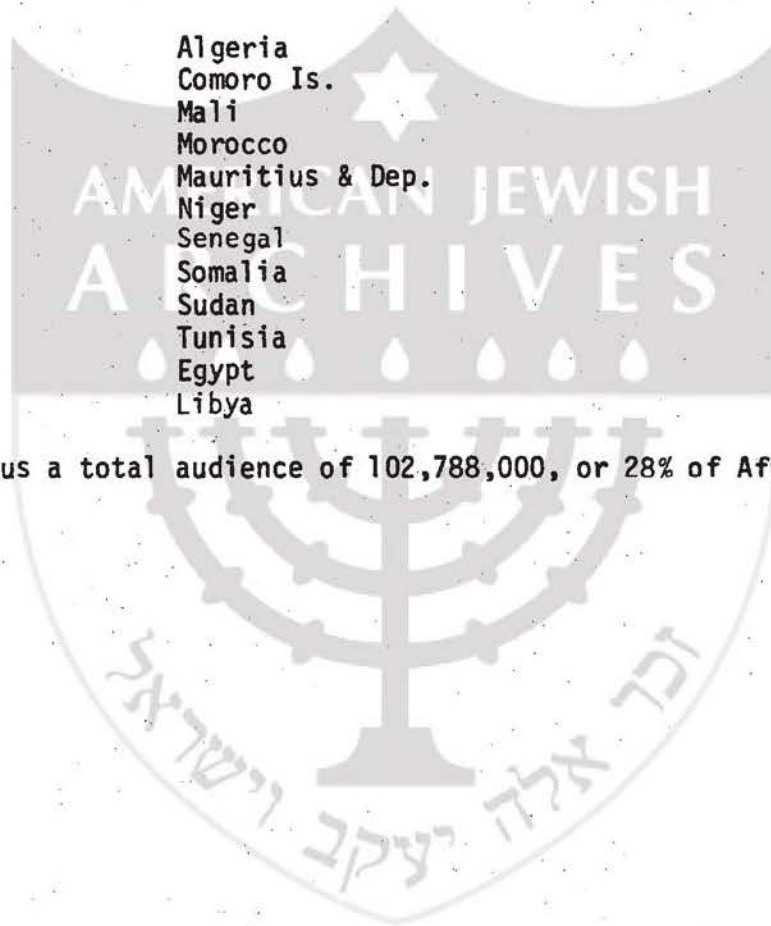 Algeria
Comoro Is.
Mali
Morocco
Mauritius & Dep.
Niger
Senegal
Somalia
Sudan
Tunisia
Egypt
Libya
AMERICAN JEWISH
ARCHIVES
us a total audience of 102,788,000, or 28% of Af
זכר אלה יעקב וישראל